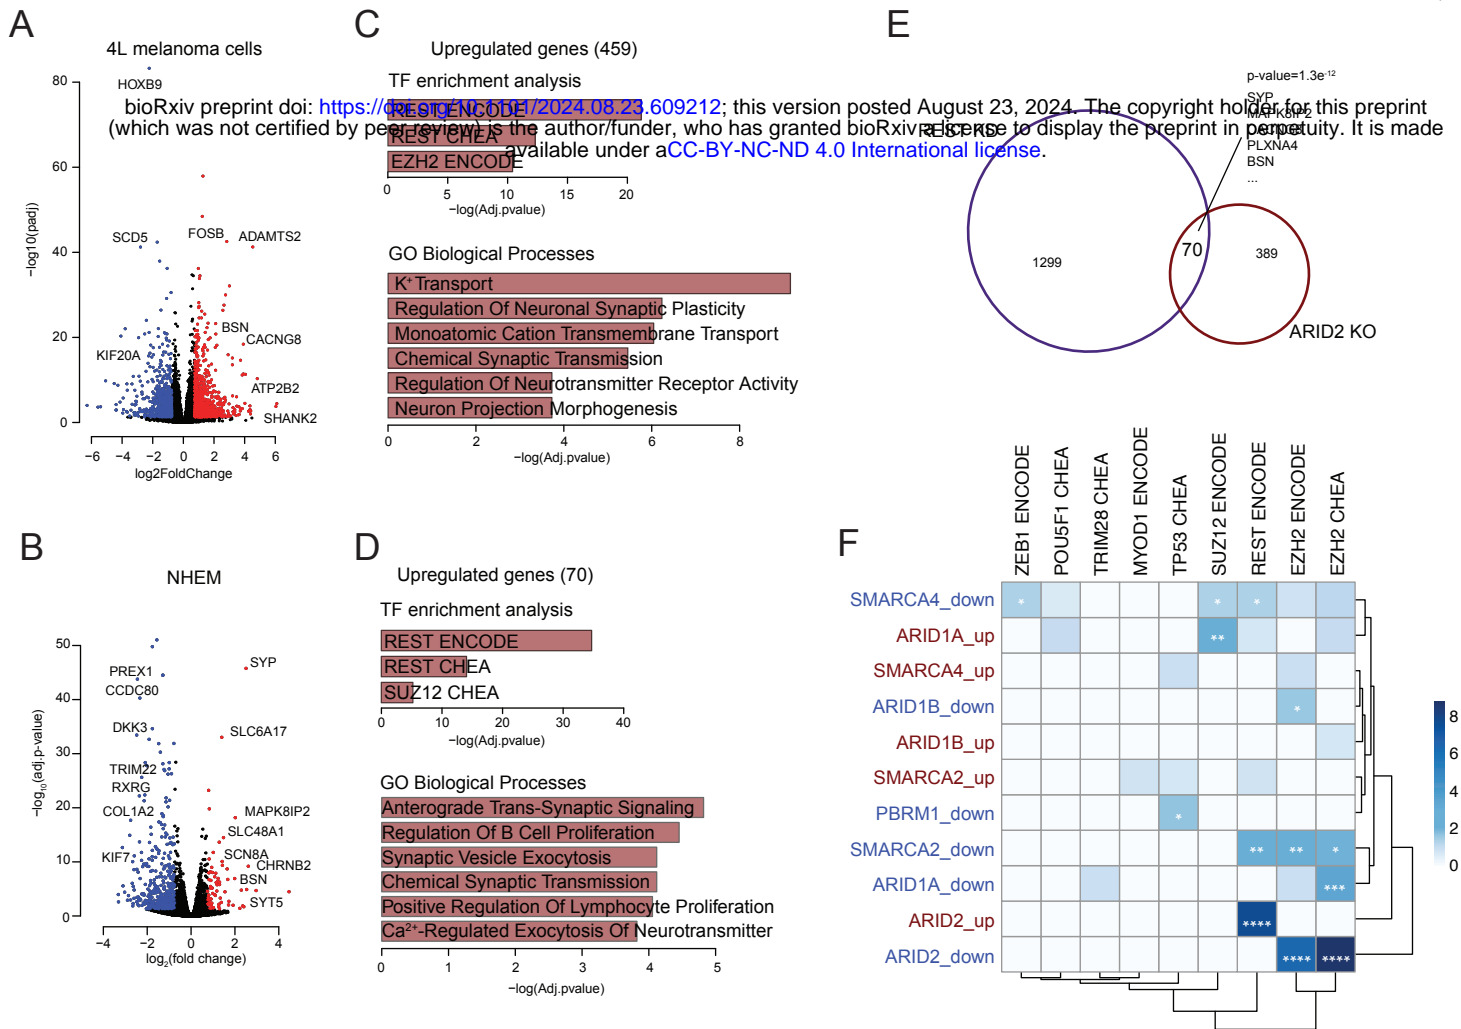 A
4L melanoma cells
−log10(padj)
80
60
40
20
0
HOXB9
SCD5
FOSB
ADAMTS2
BSN
CACNG8
KIF20A
ATP2B2
SHANK2
−6 −4 −2 0 2 4 6
log2FoldChange
bioRxiv preprint doi: https://doi.org/10.1101/2024.08.23.609212; this version posted August 23, 2024. The copyright holder for this preprint
(which was not certified by peer review) is the author/funder, who has granted bioRxiv a license to display the preprint in perpetuity. It is made
available under aCC-BY-NC-ND 4.0 International license.
C
Upregulated genes (459)
TF enrichment analysis
REST ENCODE
REST CHEA
EZH2 ENCODE
0 5 10 15 20
−log(Adj.pvalue)
GO Biological Processes
K⁺Transport
Regulation Of Neuronal Synaptic Plasticity
Monoatomic Cation Transmembrane Transport
Chemical Synaptic Transmission
Regulation Of Neurotransmitter Receptor Activity
Neuron Projection Morphogenesis
0 2 4 6 8
−log(Adj.pvalue)
E
p-value=1.3e⁻¹²
SYP
MAPK8IP2
PLXNA4
BSN
...
REST KD
1299
70
389
ARID2 KO
B
NHEM
−log₁₀(adj.p-value)
50
40
30
20
10
0
PREX1
CCDC80
SYP
DKK3
SLC6A17
TRIM22
RXRG
COL1A2
MAPK8IP2
SLC48A1
KIF7
SCN8A
CHRNB2
BSN
SYT5
−4 −2 0 2 4
log₂(fold change)
D
Upregulated genes (70)
TF enrichment analysis
REST ENCODE
REST CHEA
SUZ12 CHEA
0 10 20 30 40
−log(Adj.pvalue)
GO Biological Processes
Anterograde Trans-Synaptic Signaling
Regulation Of B Cell Proliferation
Synaptic Vesicle Exocytosis
Chemical Synaptic Transmission
Positive Regulation Of Lymphocyte Proliferation
Ca²⁺-Regulated Exocytosis Of Neurotransmitter
0 1 2 3 4 5
−log(Adj.pvalue)
F
ZEB1 ENCODE
POU5F1 CHEA
TRIM28 CHEA
MYOD1 ENCODE
TP53 CHEA
SUZ12 ENCODE
REST ENCODE
EZH2 ENCODE
EZH2 CHEA
SMARCA4_down * * *
ARID1A_up **
SMARCA4_up
ARID1B_down *
ARID1B_up
SMARCA2_up
PBRM1_down *
SMARCA2_down ** ** *
ARID1A_down ***
ARID2_up ****
ARID2_down **** ****
8
6
4
2
0